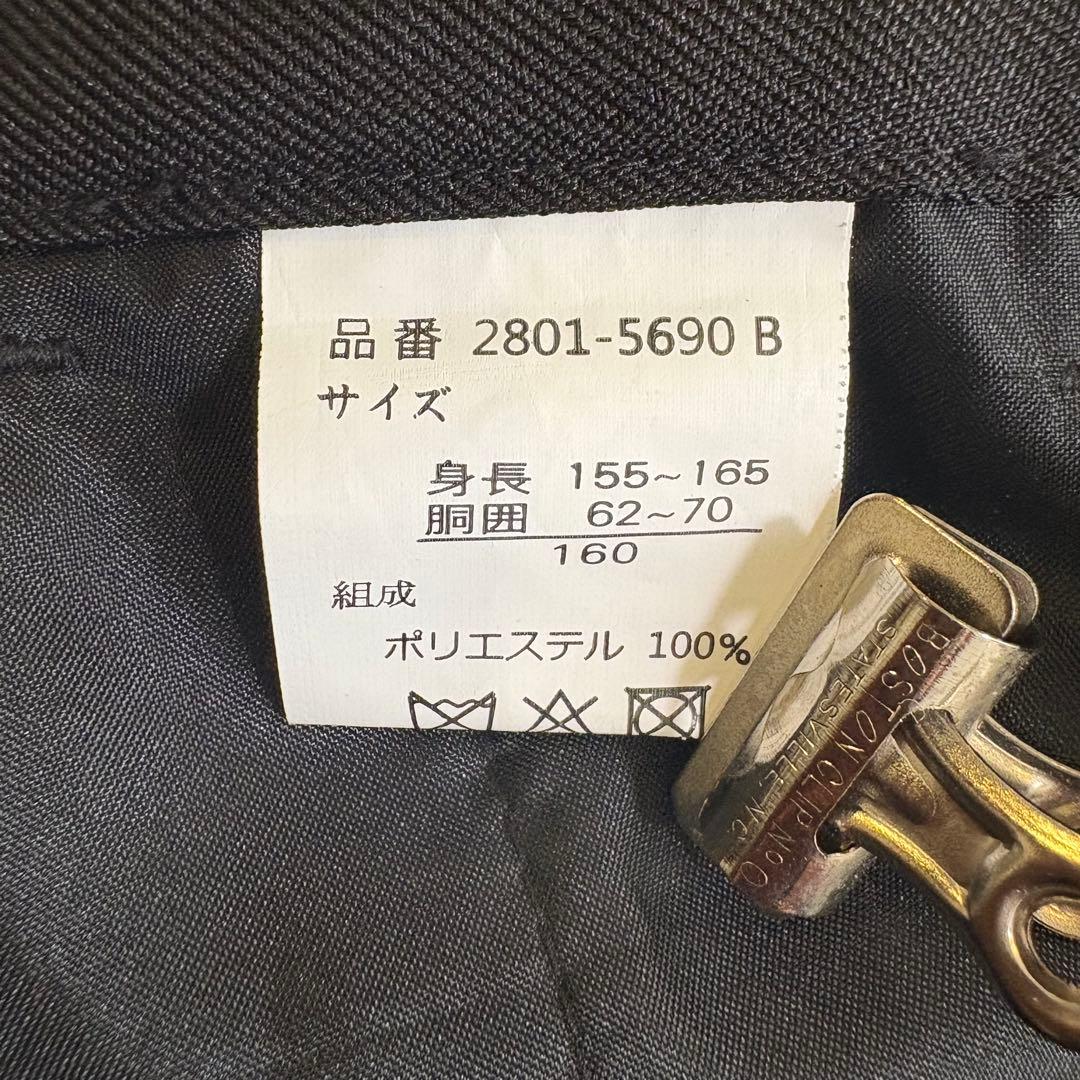 品番 2801-5690 B
サイズ
身長 155~165
胴囲 62~70
160
組成
ポリエステル 100%
BOSTON CLIP No 0
STATESVILLE, N.C.